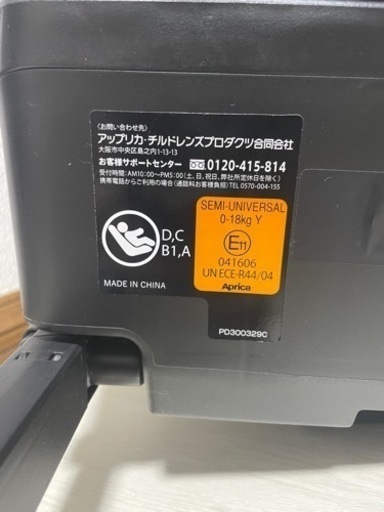 <お問い合わせ先>
アップリカ・チルドレンズプロダクツ合同会社
大阪市中央区島之内1-13-13
お客様サポートセンター 0120-415-814
受付時間:AM10:00〜PM5:00(土、日、祝日、弊社所定休日を除く)
携帯電話からご利用の場合(通話料お客様負担) TEL 0570-004-155
D,C
B1,A
MADE IN CHINA
SEMI-UNIVERSAL
0-18kg Y
E11
041606
UN ECE-R44/04
Aprica
PD300329C